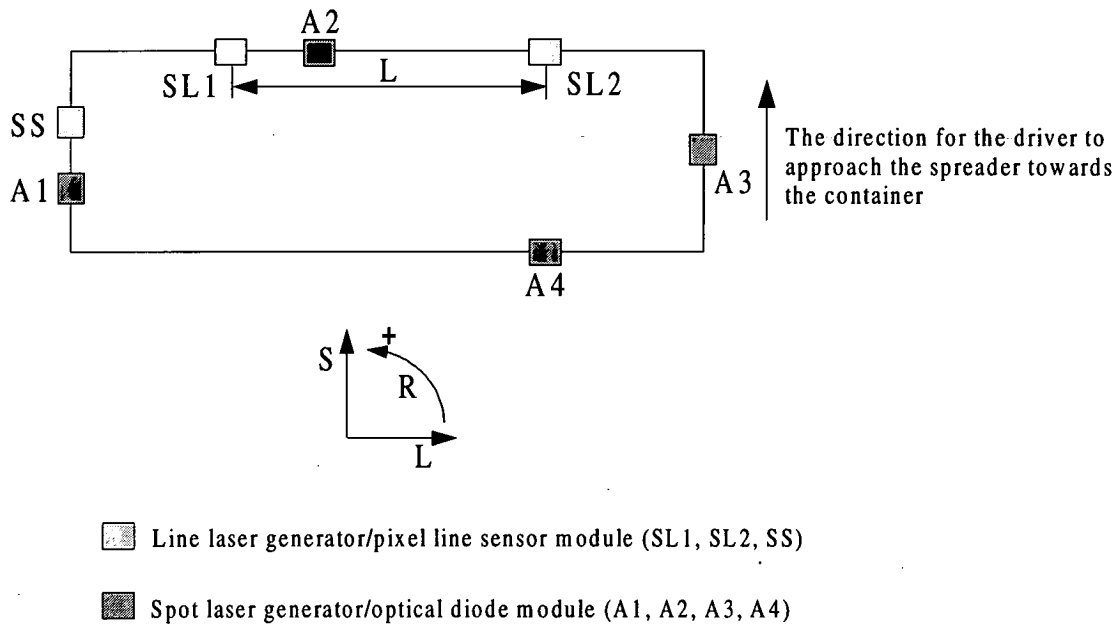 A2
SL1
L
SL2
SS
A1
A3
The direction for the driver to
approach the spreader towards
the container
A4
+
S
R
L
Line laser generator/pixel line sensor module (SL1, SL2, SS)
Spot laser generator/optical diode module (A1, A2, A3, A4)